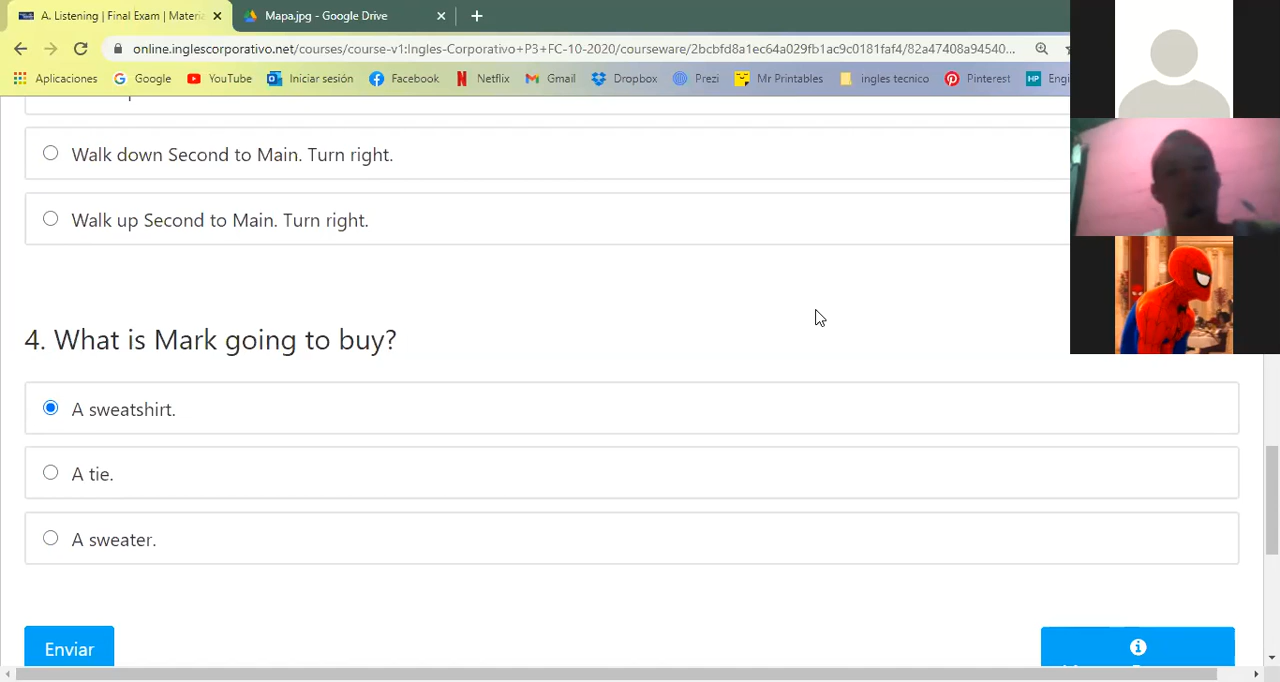 A. Listening | Final Exam | Materia
Mapa.jpg - Google Drive
online.inglescorporativo.net/courses/course-v1:Ingles-Corporativo+P3+FC-10-2020/courseware/2bcbfd8a1ec64a029fb1ac9c0181faf4/82a47408a94540...
Aplicaciones Google YouTube Iniciar sesión Facebook Netflix Gmail Dropbox Prezi Mr Printables ingles tecnico Pinterest HP Engi
Walk down Second to Main. Turn right.
Walk up Second to Main. Turn right.
4. What is Mark going to buy?
A sweatshirt.
A tie.
A sweater.
Enviar